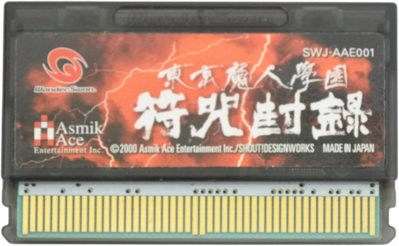 SWJ-AAE001
WonderSwan
東京魔人學園
符咒封録
Asmik
Ace
Entertainment Inc.
©2000 Asmik Ace Entertainment Inc./SHOUT!DESIGNWORKS MADE IN JAPAN